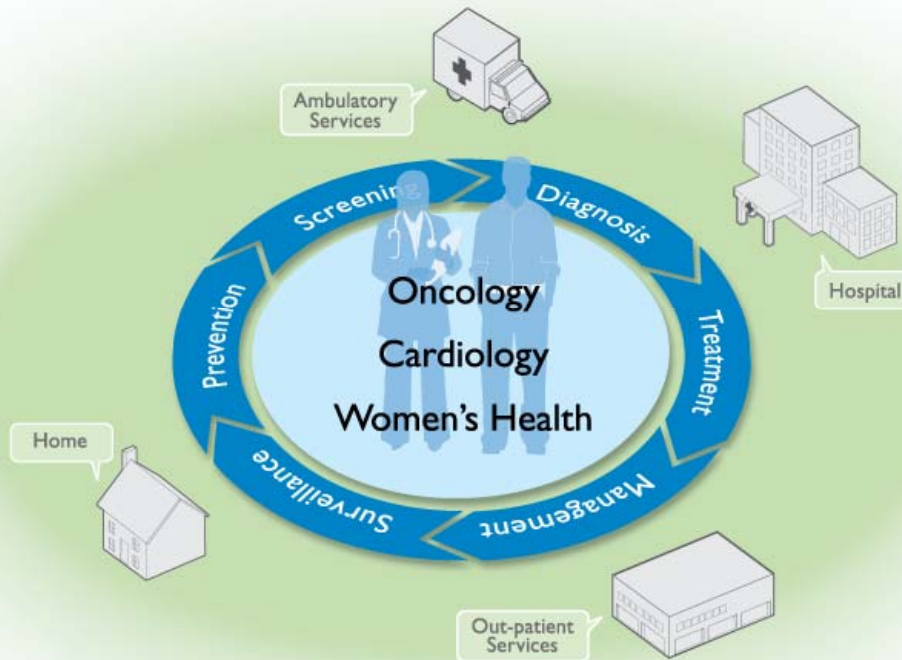 Ambulatory
Services
Screening
Diagnosis
Hospital
Oncology
Prevention
Treatment
Cardiology
Women's Health
Home
Surveillance
Management
Out-patient
Services